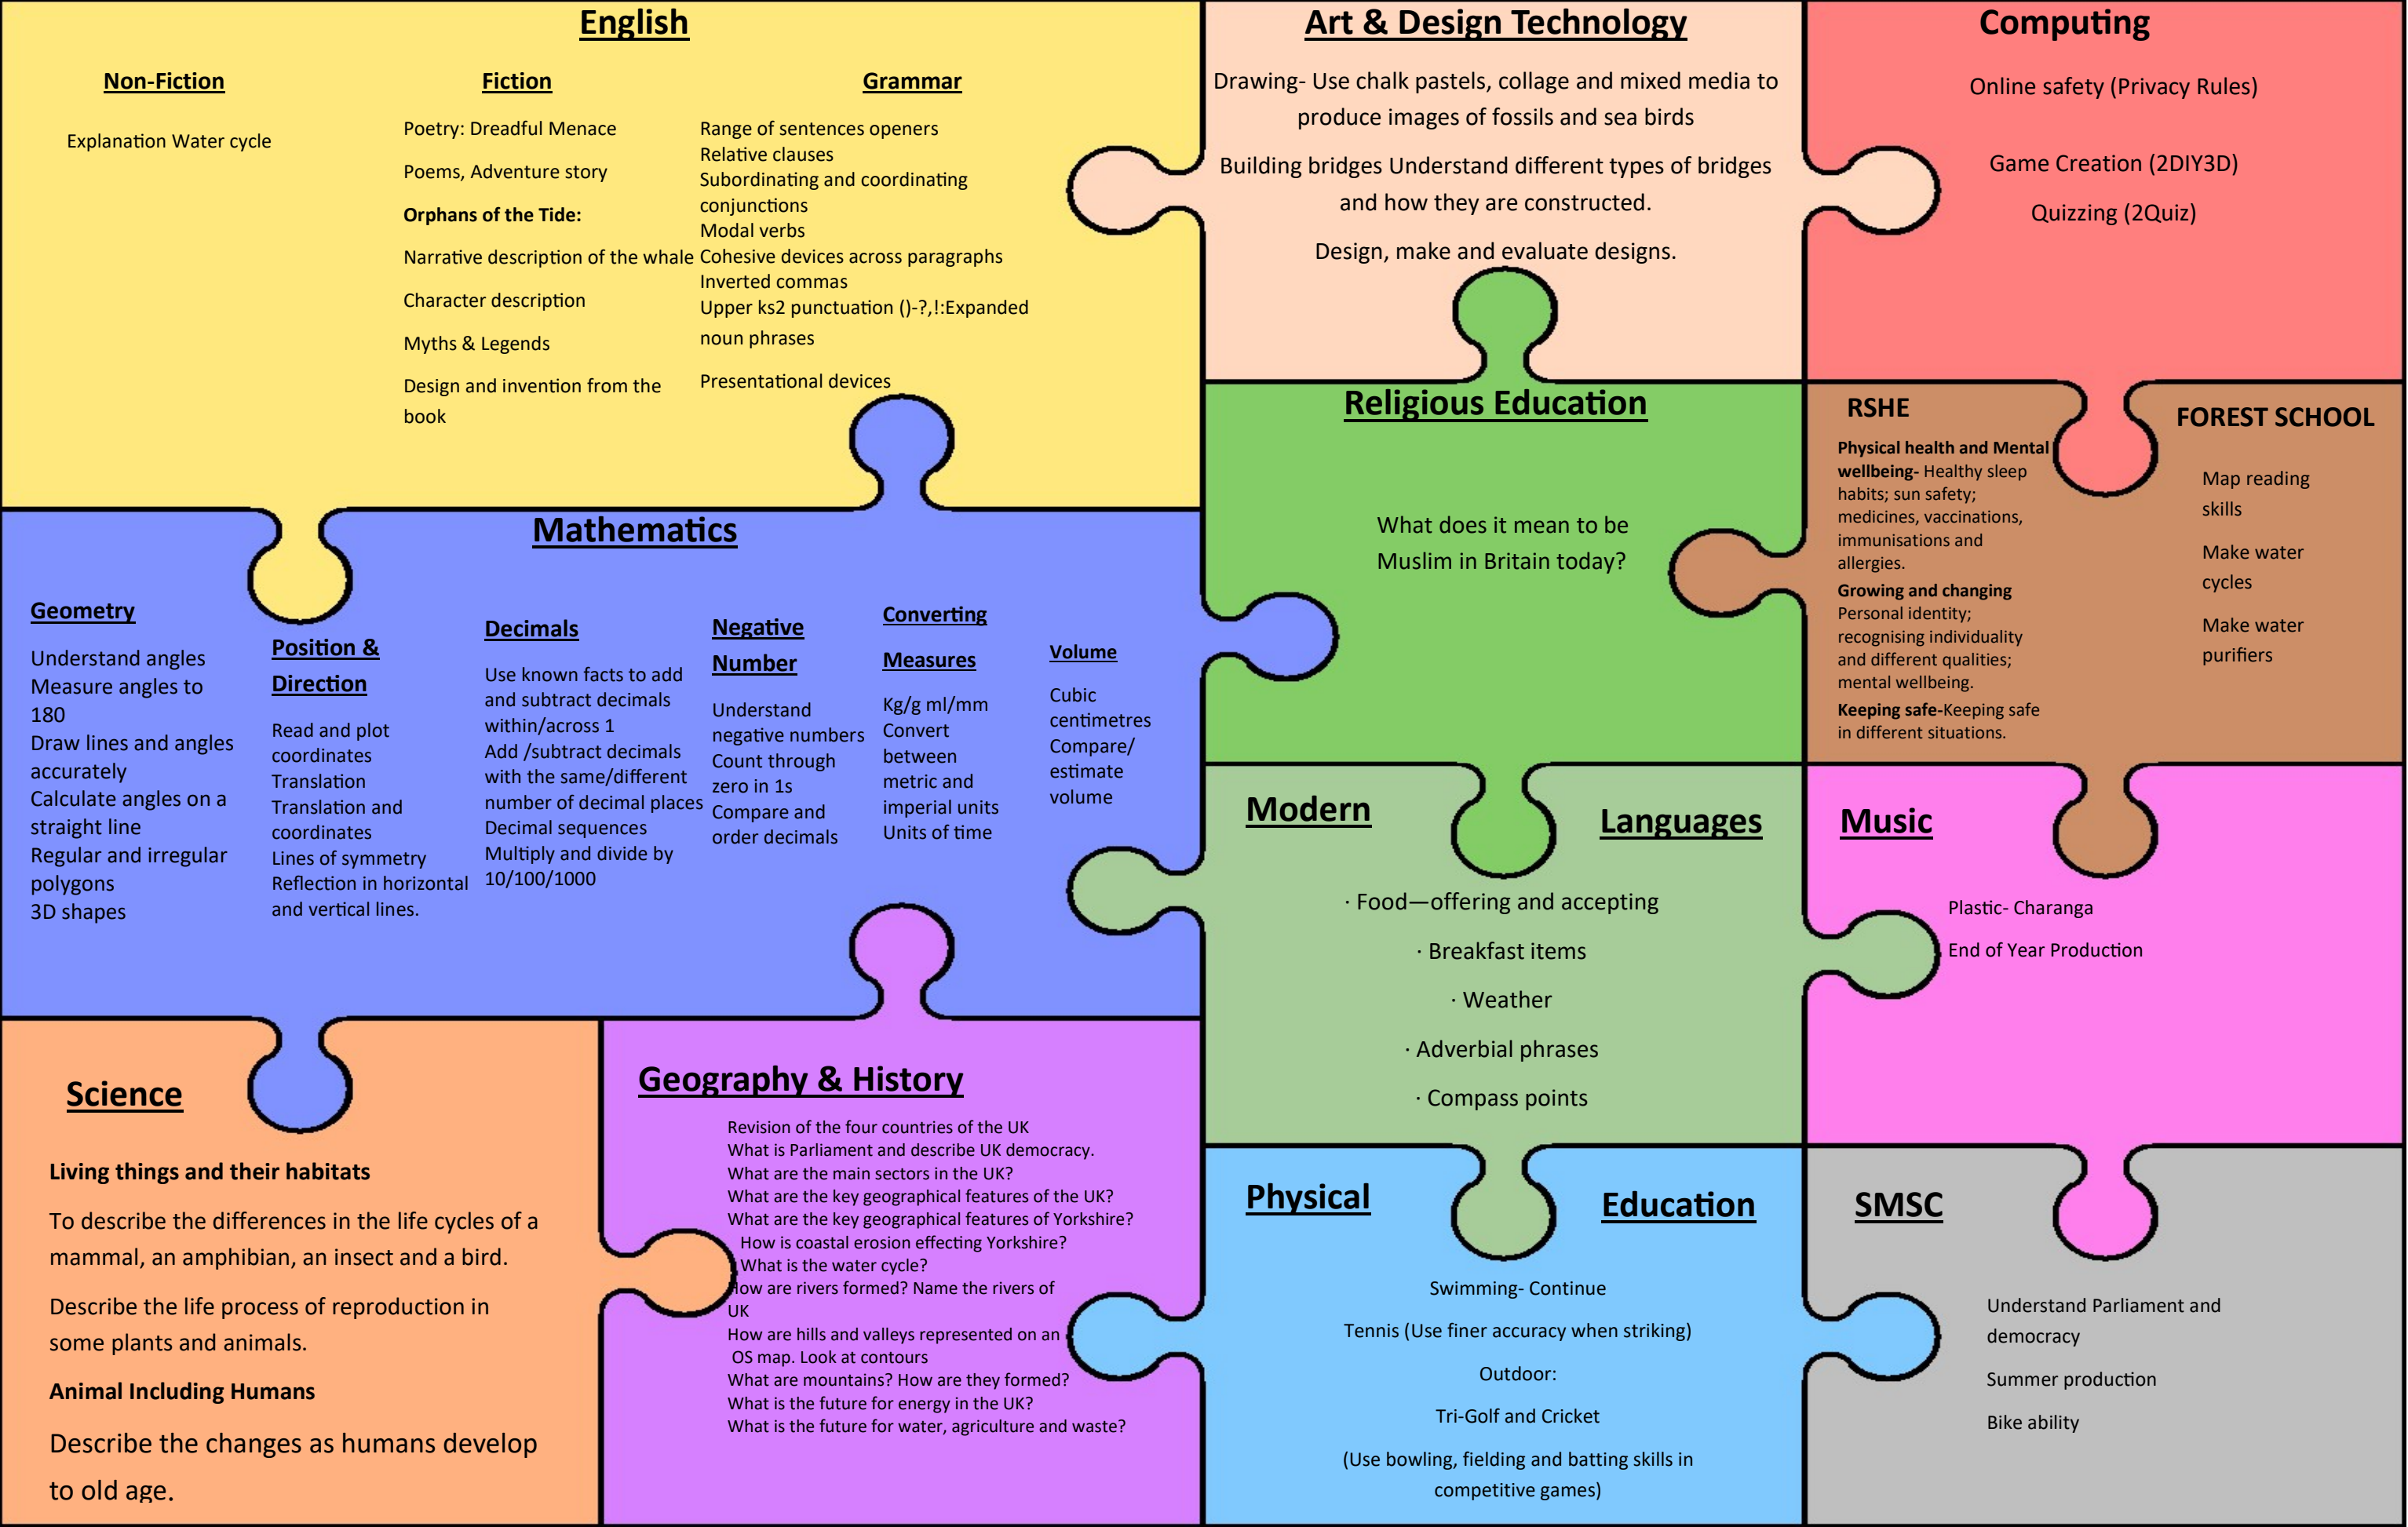 English
Non-Fiction
Explanation Water cycle
Fiction
Poetry: Dreadful Menace
Poems, Adventure story
Orphans of the Tide:
Narrative description of the whale
Character description
Myths & Legends
Design and invention from the
book
Grammar
Range of sentences openers
Relative clauses
Subordinating and coordinating
conjunctions
Modal verbs
Cohesive devices across paragraphs
Inverted commas
Upper ks2 punctuation ()-?,!:Expanded
noun phrases
Presentational devices
Art & Design Technology
Drawing- Use chalk pastels, collage and mixed media to
produce images of fossils and sea birds
Building bridges Understand different types of bridges
and how they are constructed.
Design, make and evaluate designs.
Computing
Online safety (Privacy Rules)
Game Creation (2DIY3D)
Quizzing (2Quiz)
Mathematics
Geometry
Understand angles
Measure angles to
180
Draw lines and angles
accurately
Calculate angles on a
straight line
Regular and irregular
polygons
3D shapes
Position &
Direction
Read and plot
coordinates
Translation
Translation and
coordinates
Lines of symmetry
Reflection in horizontal
and vertical lines.
Decimals
Use known facts to add
and subtract decimals
within/across 1
Add /subtract decimals
with the same/different
number of decimal places
Decimal sequences
Multiply and divide by
10/100/1000
Negative
Number
Understand
negative numbers
Count through
zero in 1s
Compare and
order decimals
Converting
Measures
Kg/g ml/mm
Convert
between
metric and
imperial units
Units of time
Volume
Cubic
centimetres
Compare/
estimate
volume
Religious Education
What does it mean to be
Muslim in Britain today?
RSHE
Physical health and Mental
wellbeing- Healthy sleep
habits; sun safety;
medicines, vaccinations,
immunisations and
allergies.
Growing and changing
Personal identity;
recognising individuality
and different qualities;
mental wellbeing.
Keeping safe-Keeping safe
in different situations.
FOREST SCHOOL
Map reading
skills
Make water
cycles
Make water
purifiers
Modern Languages
· Food—offering and accepting
· Breakfast items
· Weather
· Adverbial phrases
· Compass points
Music
Plastic- Charanga
End of Year Production
Science
Living things and their habitats
To describe the differences in the life cycles of a
mammal, an amphibian, an insect and a bird.
Describe the life process of reproduction in
some plants and animals.
Animal Including Humans
Describe the changes as humans develop
to old age.
Geography & History
Revision of the four countries of the UK
What is Parliament and describe UK democracy.
What are the main sectors in the UK?
What are the key geographical features of the UK?
What are the key geographical features of Yorkshire?
How is coastal erosion effecting Yorkshire?
What is the water cycle?
How are rivers formed? Name the rivers of
UK
How are hills and valleys represented on an
OS map. Look at contours
What are mountains? How are they formed?
What is the future for energy in the UK?
What is the future for water, agriculture and waste?
Physical Education
Swimming- Continue
Tennis (Use finer accuracy when striking)
Outdoor:
Tri-Golf and Cricket
(Use bowling, fielding and batting skills in
competitive games)
SMSC
Understand Parliament and
democracy
Summer production
Bike ability